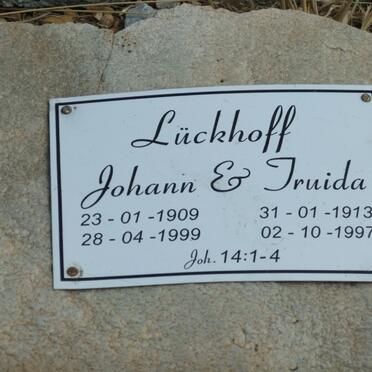 Lückhoff
Johann & Truida
23 - 01 - 1909 31 - 01 - 1913
28 - 04 - 1999 02 - 10 - 1997
Joh. 14:1-4